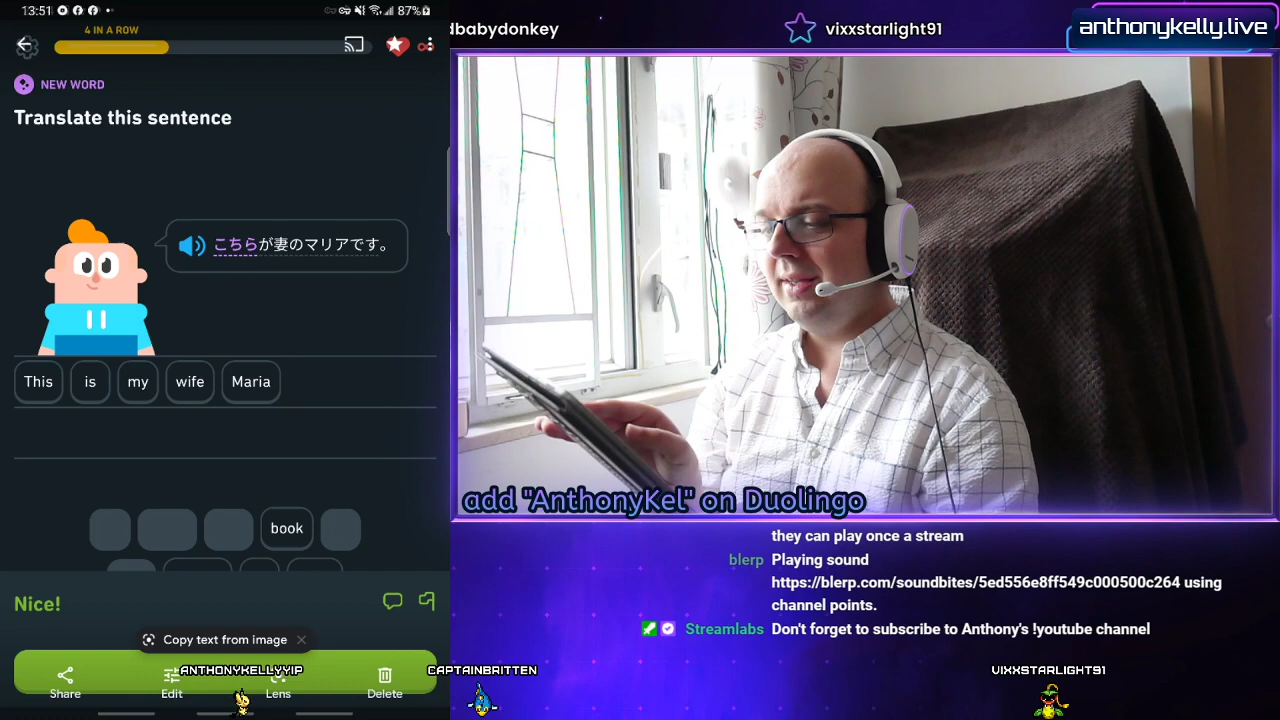 13:51
87%
4 IN A ROW
NEW WORD
Translate this sentence
こちらが妻のマリアです。
This is my wife Maria
book
Nice!
Copy text from image
Share
Edit
Lens
Delete
dbabydonkey
vixxstarlight91
anthonykelly.live
add "AnthonyKel" on Duolingo
they can play once a stream
blerp Playing sound
https://blerp.com/soundbites/5ed556e8ff549c000500c264 using
channel points.
Streamlabs Don't forget to subscribe to Anthony's !youtube channel
ANTHONYKELLYYIP
CAPTAINBRITTEN
VIXXSTARLIGHT91